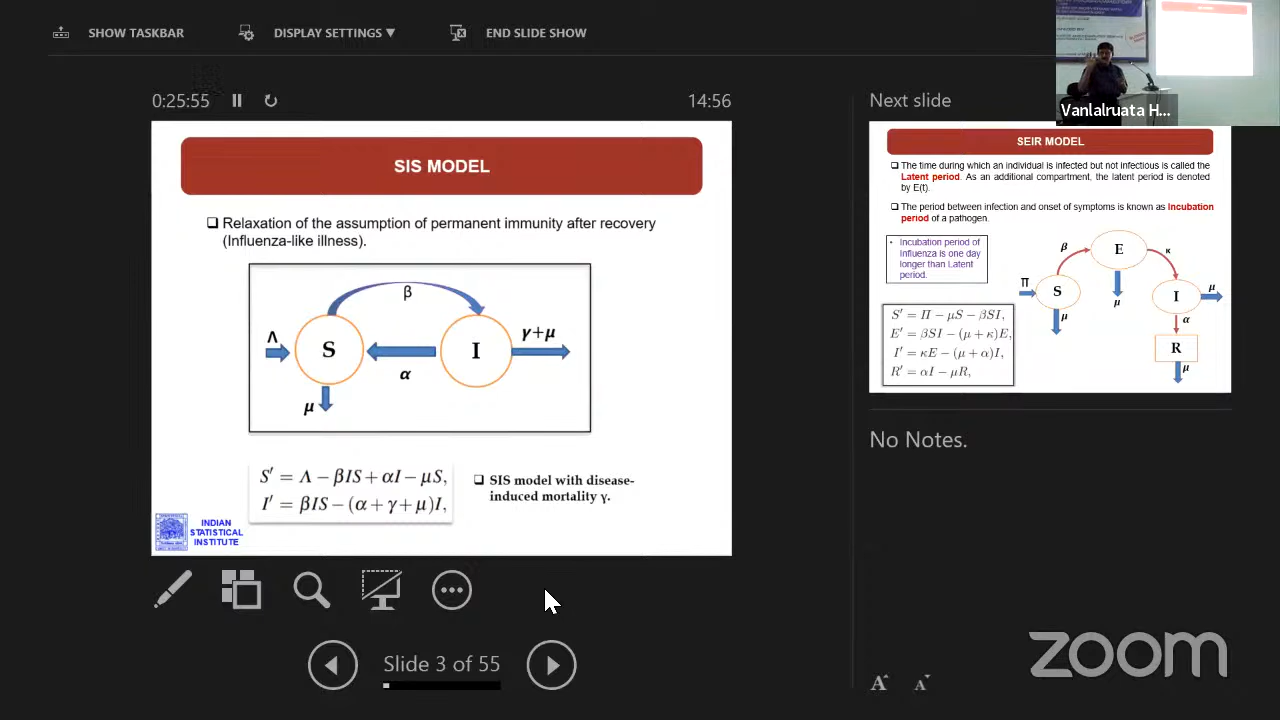 SHOW TASKBAR
DISPLAY SETTINGS ▼
END SLIDE SHOW
Vanlalruata H...
0:25:55
14:56
SIS MODEL
❑ Relaxation of the assumption of permanent immunity after recovery
(Influenza-like illness).
β
Λ
S
I
γ+μ
α
μ
S′ = Λ − βIS + αI − μS,
I′ = βIS − (α + γ + μ)I,
❑ SIS model with disease-
induced mortality γ.
INDIAN
STATISTICAL
INSTITUTE
Slide 3 of 55
Next slide
SEIR MODEL
❑ The time during which an individual is infected but not infectious is called the
Latent period. As an additional compartment, the latent period is denoted
by E(t).
❑ The period between infection and onset of symptoms is known as Incubation
period of a pathogen.
• Incubation period of
Influenza is one day
longer than Latent
period.
β
E
κ
Π
S
μ
μ
I
μ
α
R
μ
S′ = Π − μS − βSI,
E′ = βSI − (μ + κ)E,
I′ = κE − (μ + α)I,
R′ = αI − μR,
No Notes.
A A
zoom